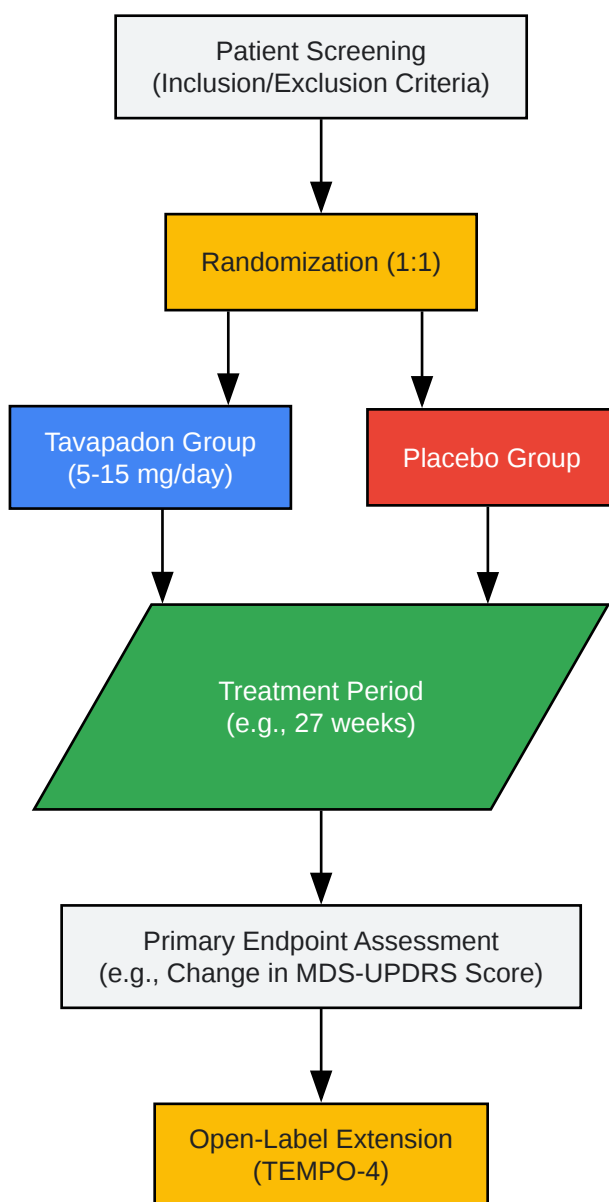 Patient Screening
(Inclusion/Exclusion Criteria)
Randomization (1:1)
Tavapadon Group
(5-15 mg/day)
Placebo Group
Treatment Period
(e.g., 27 weeks)
Primary Endpoint Assessment
(e.g., Change in MDS-UPDRS Score)
Open-Label Extension
(TEMPO-4)